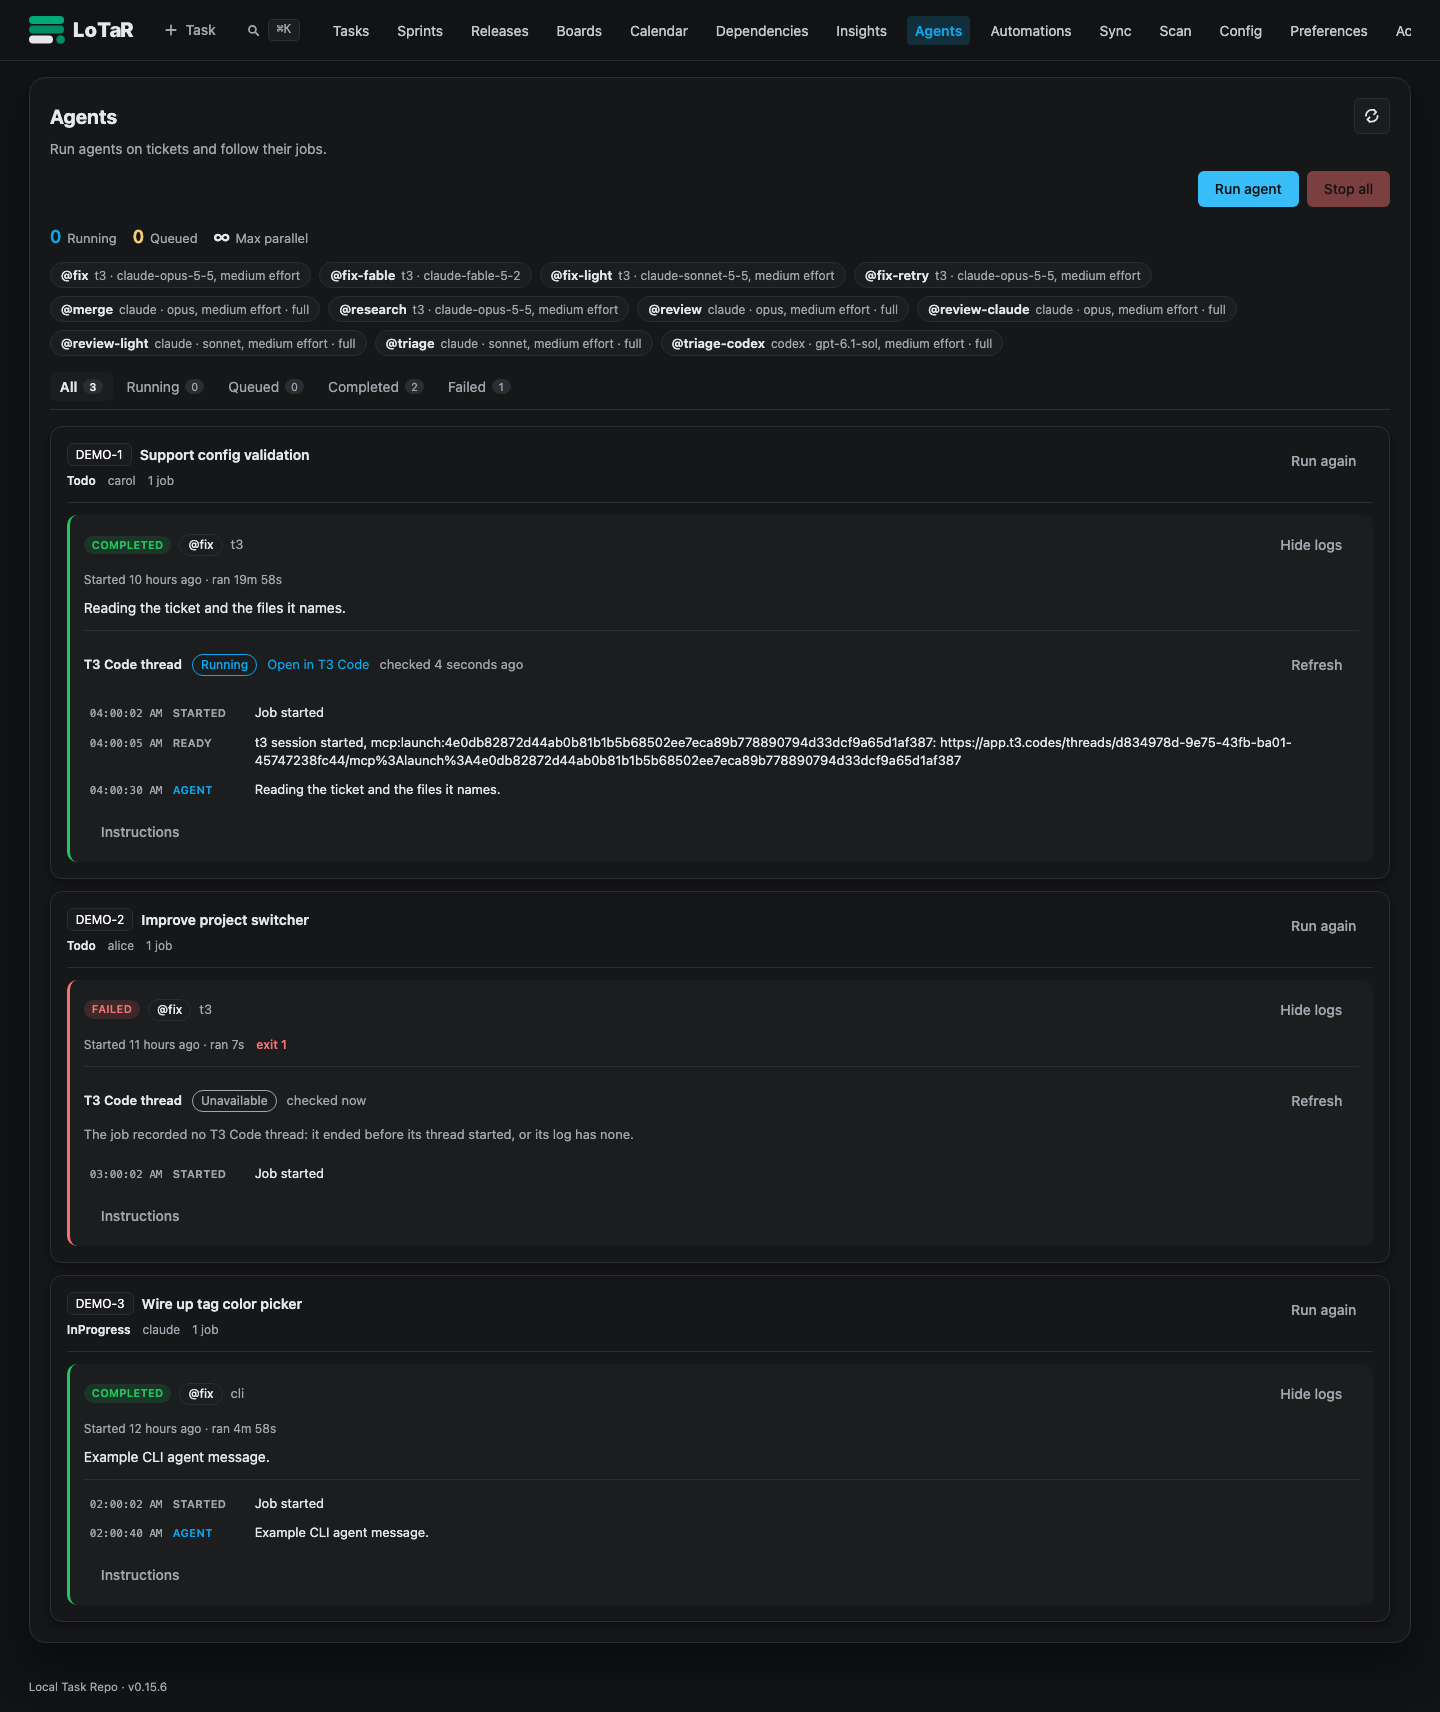 LoTaR
+ Task
⌘K
Tasks
Sprints
Releases
Boards
Calendar
Dependencies
Insights
Agents
Automations
Sync
Scan
Config
Preferences
Ac
Agents
Run agents on tickets and follow their jobs.
Run agent
Stop all
0 Running
0 Queued
∞ Max parallel
@fix t3 · claude-opus-5-5, medium effort
@fix-fable t3 · claude-fable-5-2
@fix-light t3 · claude-sonnet-5-5, medium effort
@fix-retry t3 · claude-opus-5-5, medium effort
@merge claude · opus, medium effort · full
@research t3 · claude-opus-5-5, medium effort
@review claude · opus, medium effort · full
@review-claude claude · opus, medium effort · full
@review-light claude · sonnet, medium effort · full
@triage claude · sonnet, medium effort · full
@triage-codex codex · gpt-6.1-sol, medium effort · full
All 3
Running 0
Queued 0
Completed 2
Failed 1
DEMO-1 Support config validation
Run again
Todo carol 1 job
COMPLETED @fix t3
Hide logs
Started 10 hours ago · ran 19m 58s
Reading the ticket and the files it names.
T3 Code thread Running Open in T3 Code checked 4 seconds ago
Refresh
04:00:02 AM STARTED Job started
04:00:05 AM READY t3 session started, mcp:launch:4e0db82872d44ab0b81b1b5b68502ee7eca89b778890794d33dcf9a65d1af387: https://app.t3.codes/threads/d834978d-9e75-43fb-ba01-
45747238fc44/mcp%3Alaunch%3A4e0db82872d44ab0b81b1b5b68502ee7eca89b778890794d33dcf9a65d1af387
04:00:30 AM AGENT Reading the ticket and the files it names.
Instructions
DEMO-2 Improve project switcher
Run again
Todo alice 1 job
FAILED @fix t3
Hide logs
Started 11 hours ago · ran 7s exit 1
T3 Code thread Unavailable checked now
Refresh
The job recorded no T3 Code thread: it ended before its thread started, or its log has none.
03:00:02 AM STARTED Job started
Instructions
DEMO-3 Wire up tag color picker
Run again
InProgress claude 1 job
COMPLETED @fix cli
Hide logs
Started 12 hours ago · ran 4m 58s
Example CLI agent message.
02:00:02 AM STARTED Job started
02:00:40 AM AGENT Example CLI agent message.
Instructions
Local Task Repo · v0.15.6